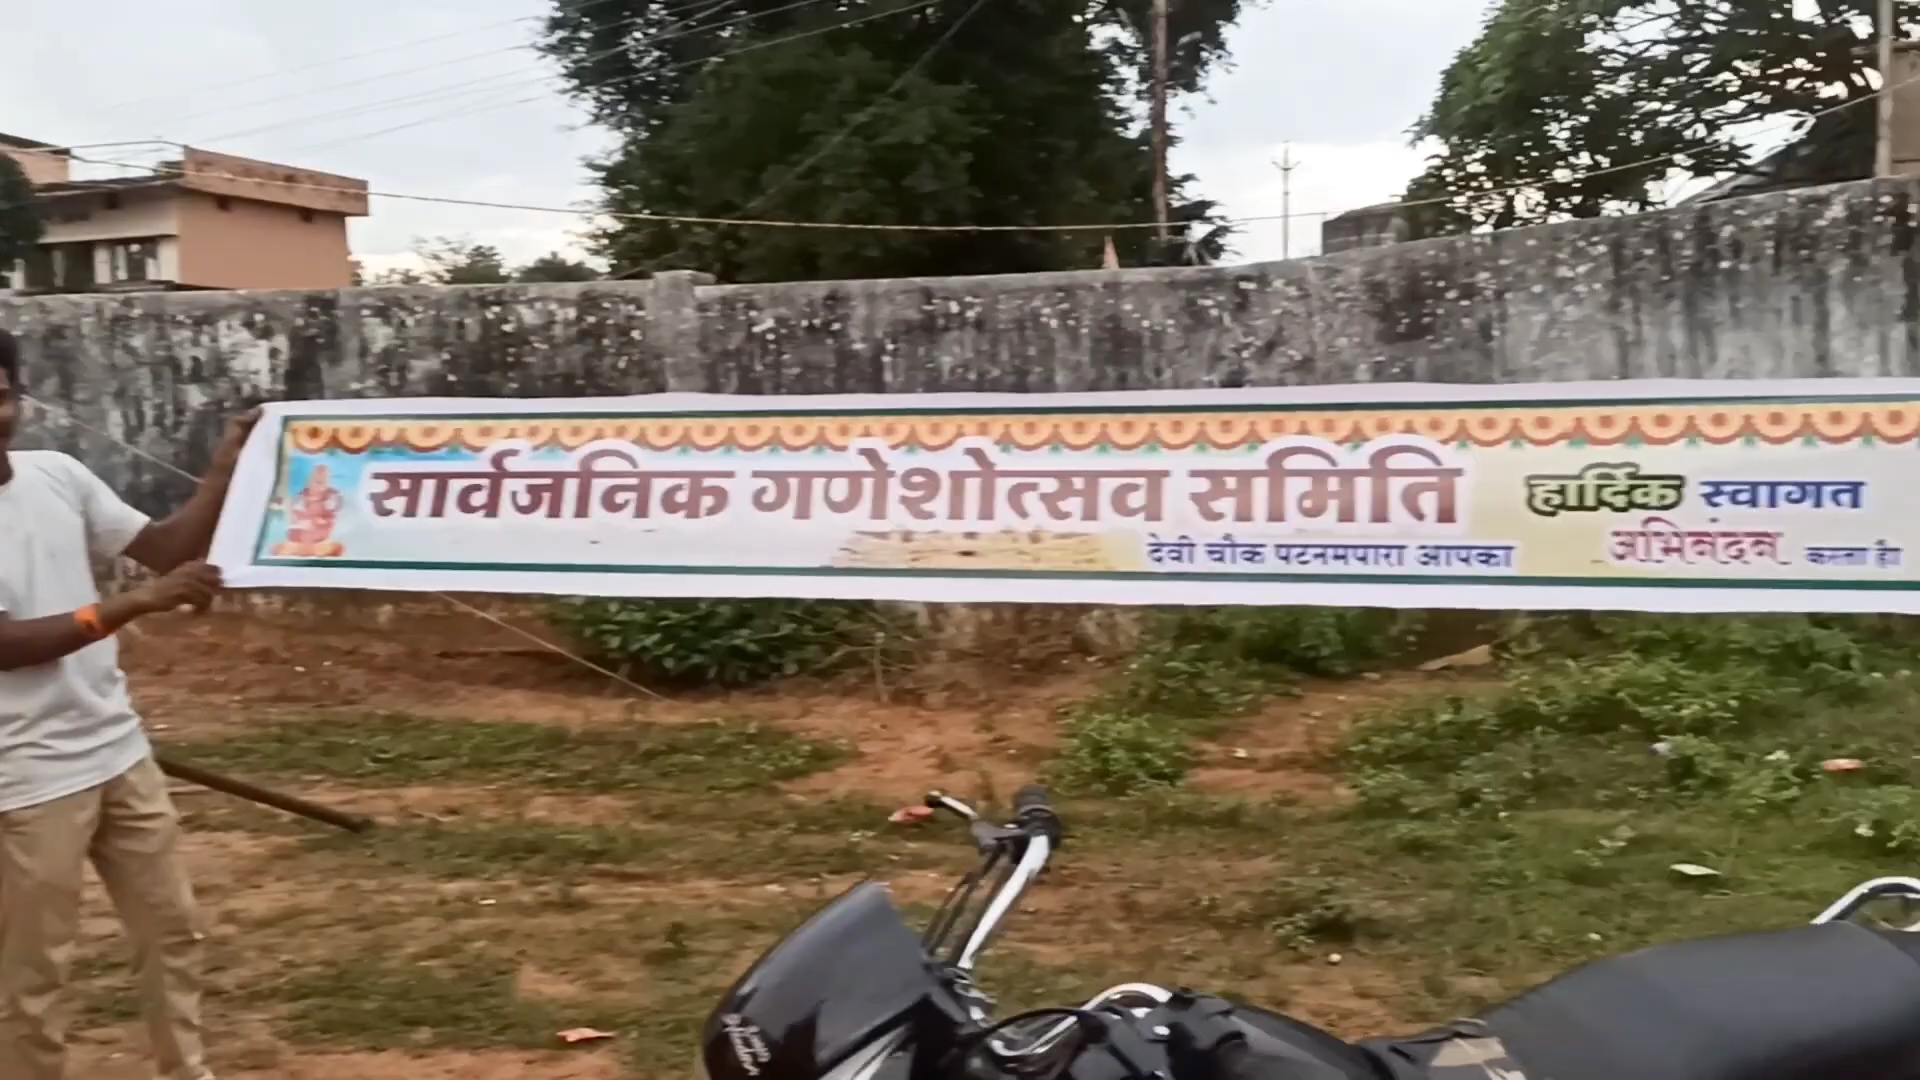 सार्वजनिक गणेशोत्सव समिति
देवी चौक पटनमपारा आपका
हार्दिक स्वागत
अभिनंदन करता है।